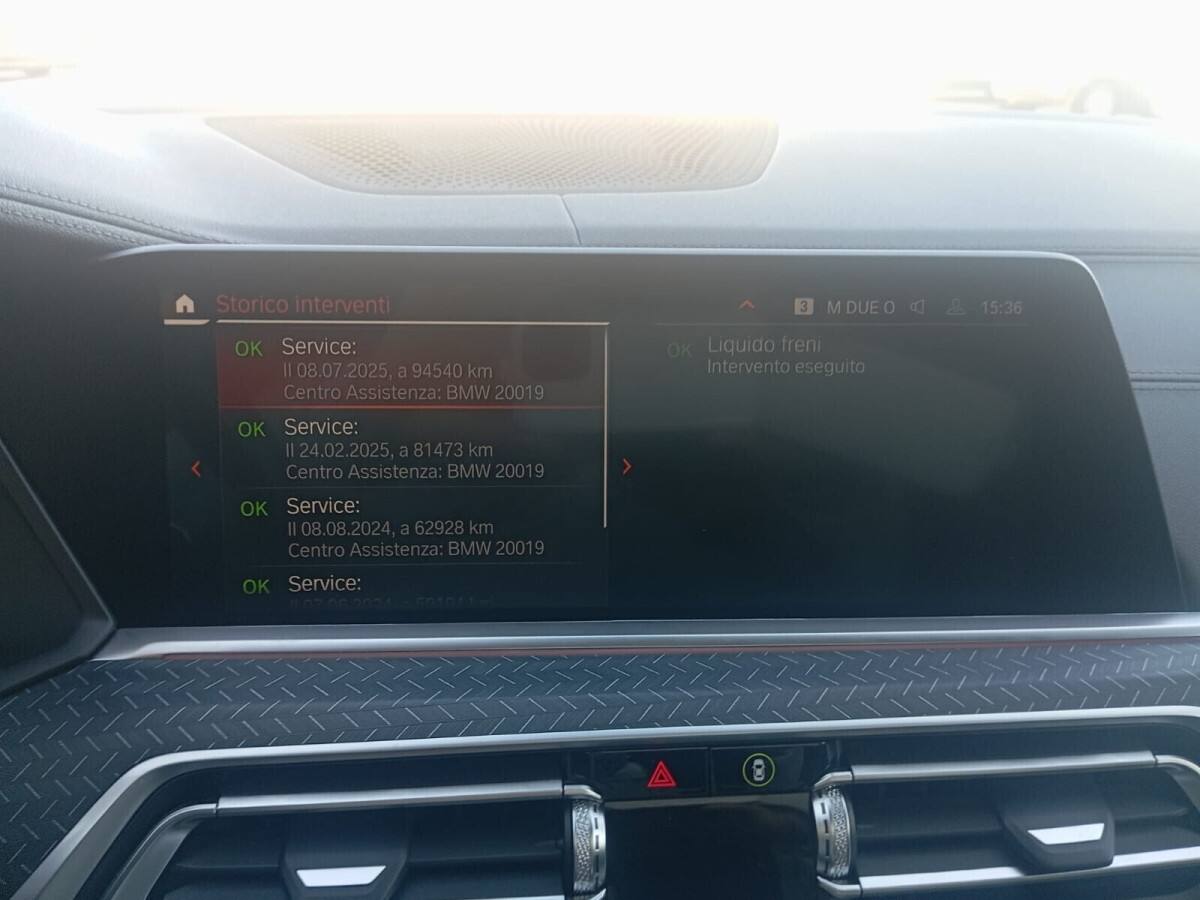 Storico interventi
3 M DUE O 15:36
OK Service:
Il 08.07.2025, a 94540 km
Centro Assistenza: BMW 20019
OK Service:
Il 24.02.2025, a 81473 km
Centro Assistenza: BMW 20019
OK Service:
Il 08.08.2024, a 62928 km
Centro Assistenza: BMW 20019
OK Service:
OK Liquido freni
Intervento eseguito